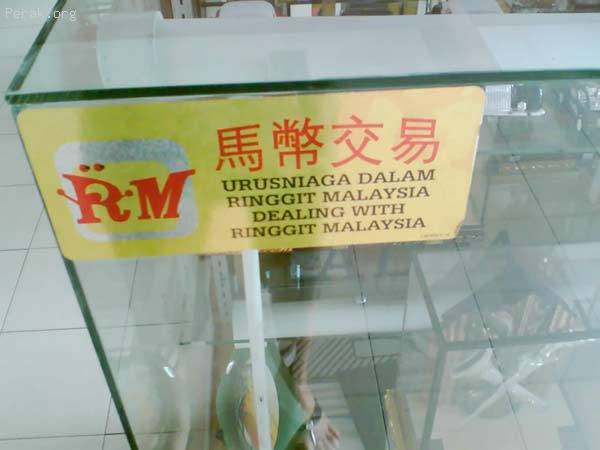 Perak.org
馬幣交易
RM
URUSNIAGA DALAM
RINGGIT MALAYSIA
DEALING WITH
RINGGIT MALAYSIA